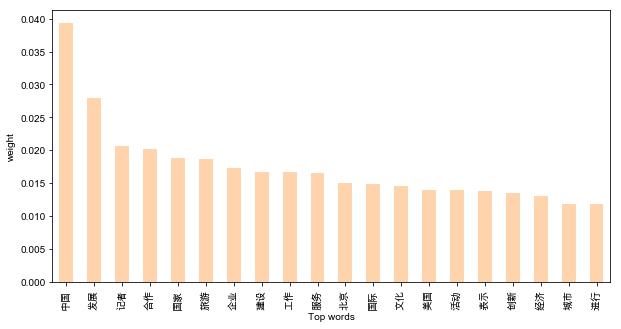 0.040
0.035
0.030
0.025
0.020
0.015
0.010
0.005
0.000
weight
中国
发展
记者
合作
国家
旅游
企业
建设
工作
服务
北京
国际
文化
美国
活动
表示
创新
经济
城市
进行
Top words